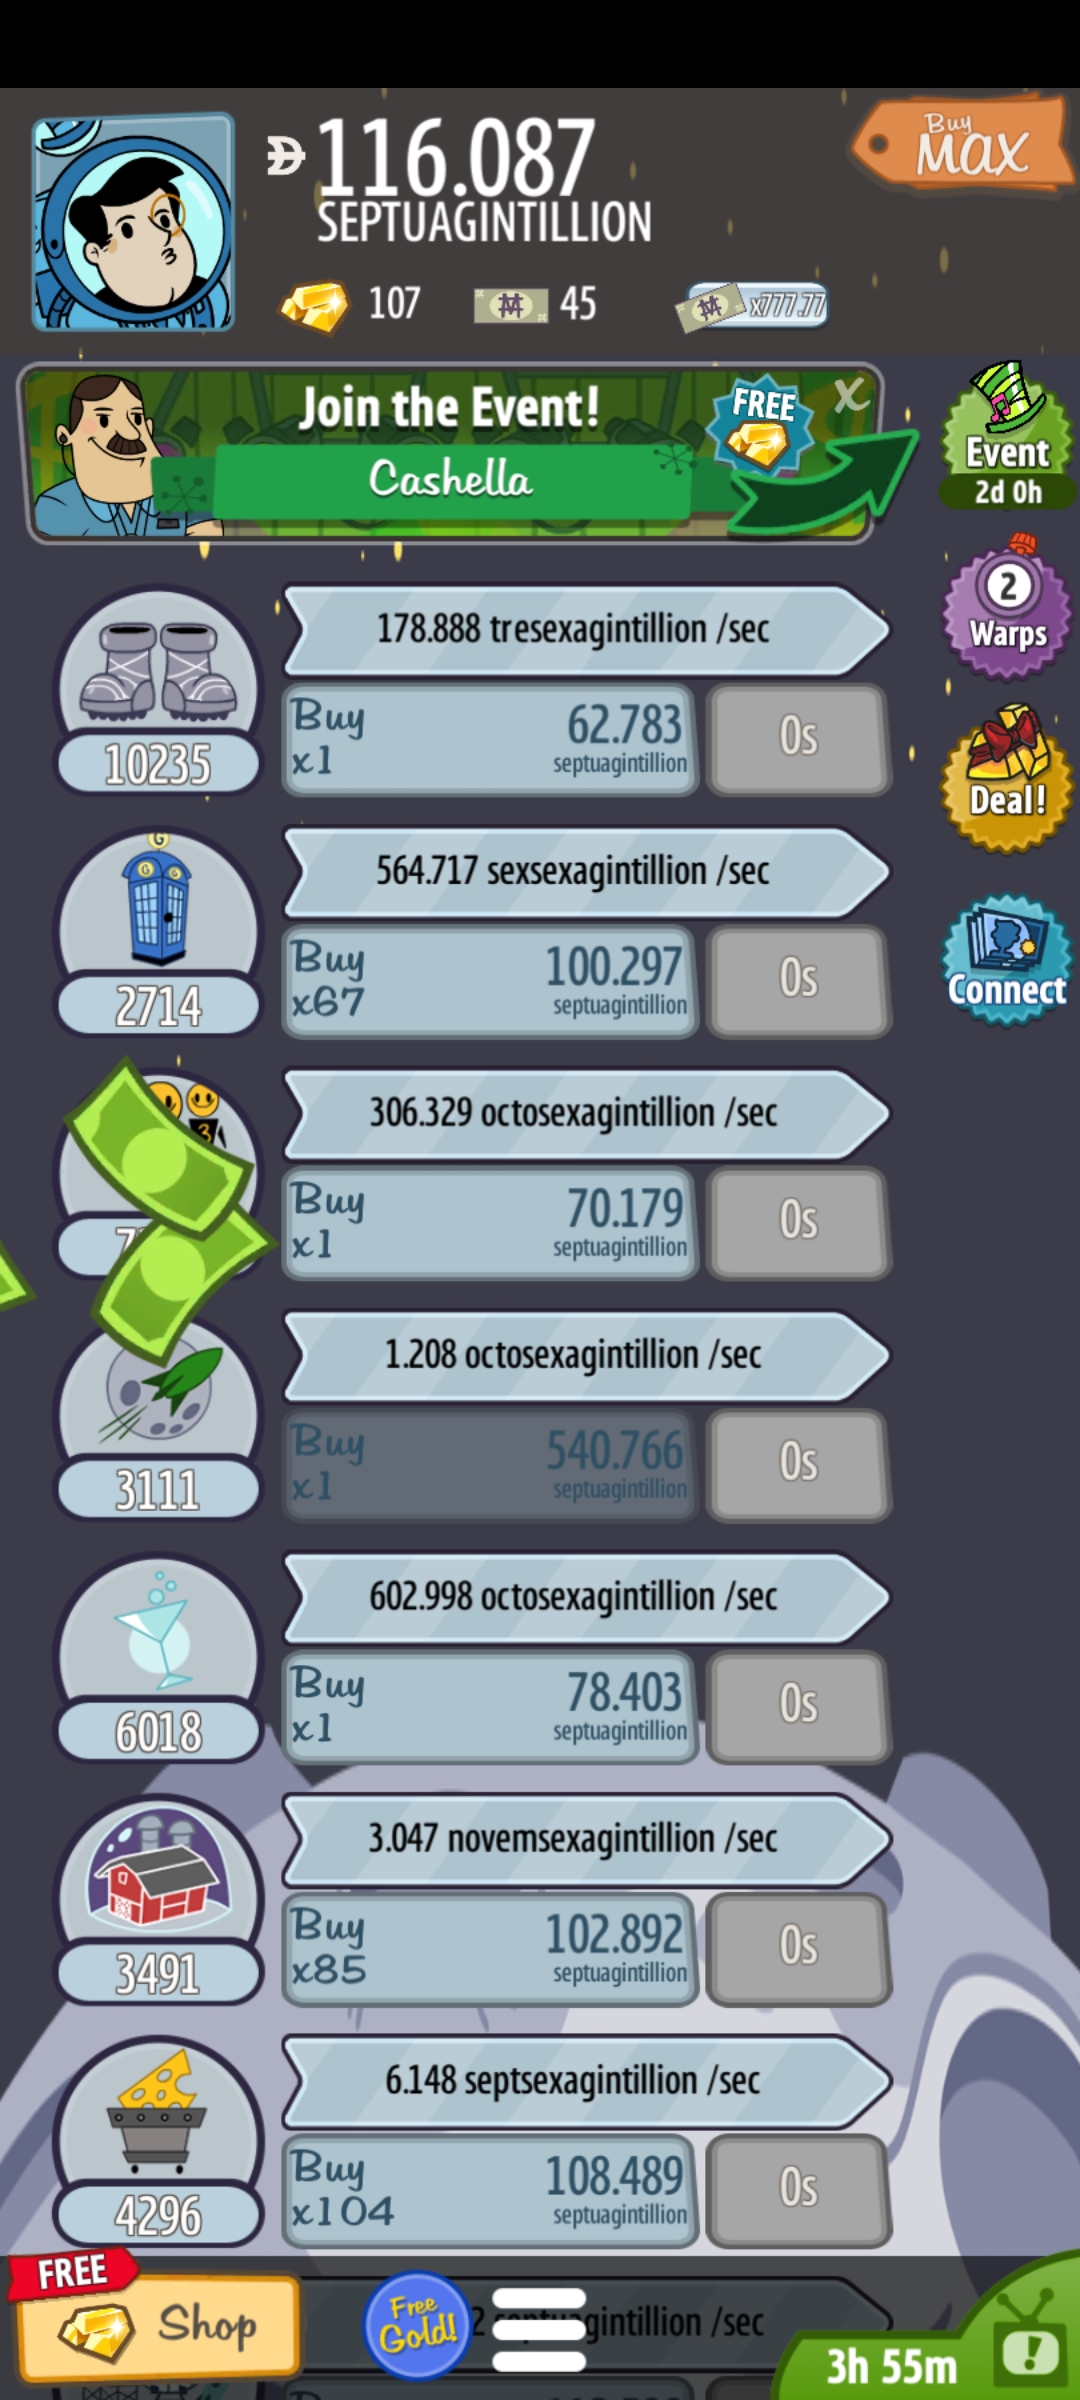 116.087
SEPTUAGINTILLION
Buy
MAX
107
45
x777.77
Join the Event!
FREE
X
Cashella
Event
2d 0h
178.888 tresexagintillion /sec
Buy
x1
62.783
septuagintillion
0s
10235
2
Warps
564.717 sexsexagintillion /sec
Buy
x67
100.297
septuagintillion
0s
2714
Deal!
Connect
306.329 octosexagintillion /sec
Buy
x1
70.179
septuagintillion
0s
3
1.208 octosexagintillion /sec
Buy
x1
540.766
septuagintillion
0s
3111
602.998 octosexagintillion /sec
Buy
x1
78.403
septuagintillion
0s
6018
3.047 novemsexagintillion /sec
Buy
x85
102.892
septuagintillion
0s
3491
6.148 septsexagintillion /sec
Buy
x104
108.489
septuagintillion
0s
4296
FREE
Shop
Free
Gold!
/sec
3h 55m
!